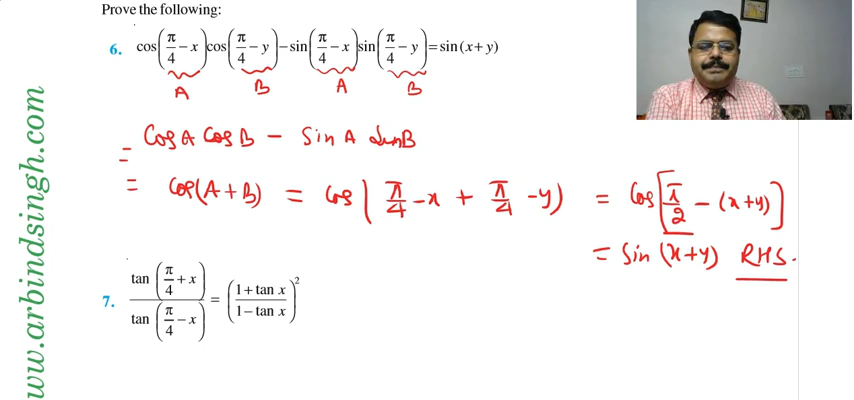 Prove the following:
6. cos(π/4 − x)cos(π/4 − y) − sin(π/4 − x)sin(π/4 − y) = sin(x+y)
A B A B
= Cos A Cos B − Sin A Sin B
= Cos(A+B) = Cos(π/4 − x + π/4 − y) = Cos[π/2 − (x+y)]
= Sin (x+y) RHS.
7. tan(π/4 + x) / tan(π/4 − x) = ((1 + tan x)/(1 − tan x))²
ww.arbindsingh.com